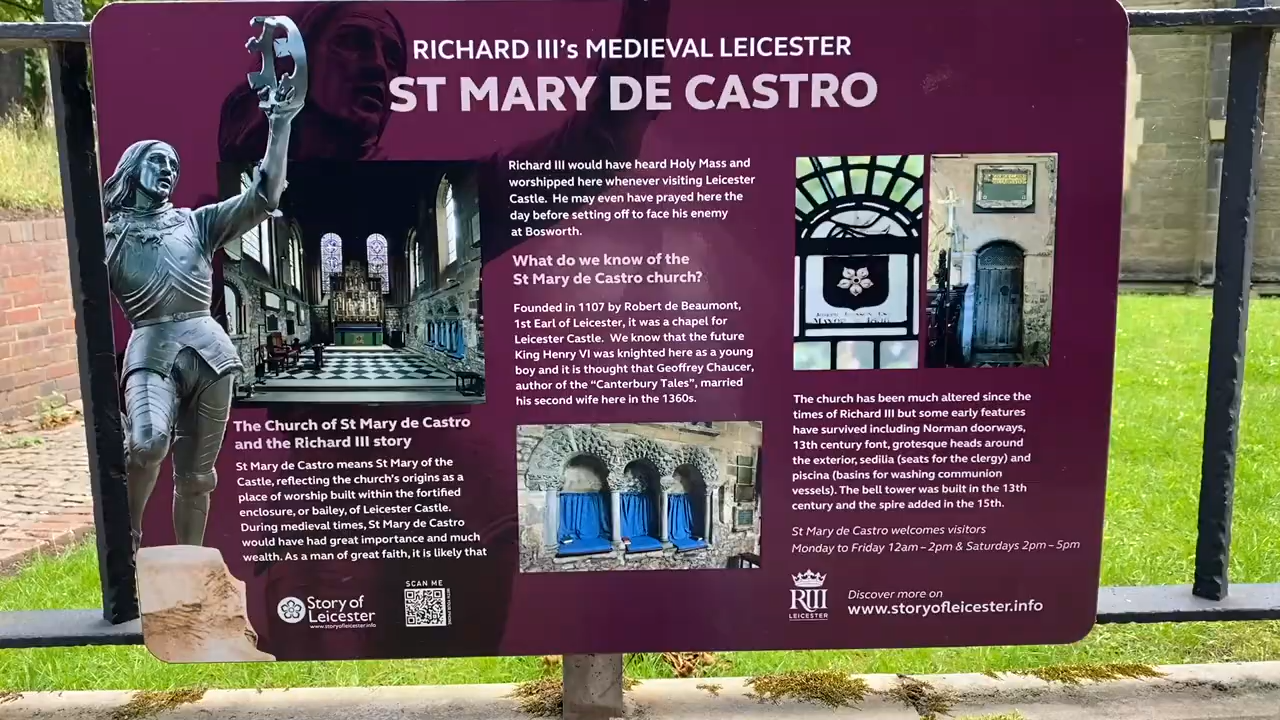 RICHARD III's MEDIEVAL LEICESTER
ST MARY DE CASTRO
The Church of St Mary de Castro
and the Richard III story
St Mary de Castro means St Mary of the
Castle, reflecting the church's origins as a
place of worship built within the fortified
enclosure, or bailey, of Leicester Castle.
During medieval times, St Mary de Castro
would have had great importance and much
wealth. As a man of great faith, it is likely that
Richard III would have heard Holy Mass and
worshipped here whenever visiting Leicester
Castle. He may even have prayed here the
day before setting off to face his enemy
at Bosworth.
What do we know of the
St Mary de Castro church?
Founded in 1107 by Robert de Beaumont,
1st Earl of Leicester, it was a chapel for
Leicester Castle. We know that the future
King Henry VI was knighted here as a young
boy and it is thought that Geoffrey Chaucer,
author of the "Canterbury Tales", married
his second wife here in the 1360s.
The church has been much altered since the
times of Richard III but some early features
have survived including Norman doorways,
13th century font, grotesque heads around
the exterior, sedilia (seats for the clergy) and
piscina (basins for washing communion
vessels). The bell tower was built in the 13th
century and the spire added in the 15th.
St Mary de Castro welcomes visitors
Monday to Friday 12am – 2pm & Saturdays 2pm – 5pm
Story of
Leicester
www.storyofleicester.info
SCAN ME
WITH YOUR PHONE
RIII
LEICESTER
Discover more on
www.storyofleicester.info